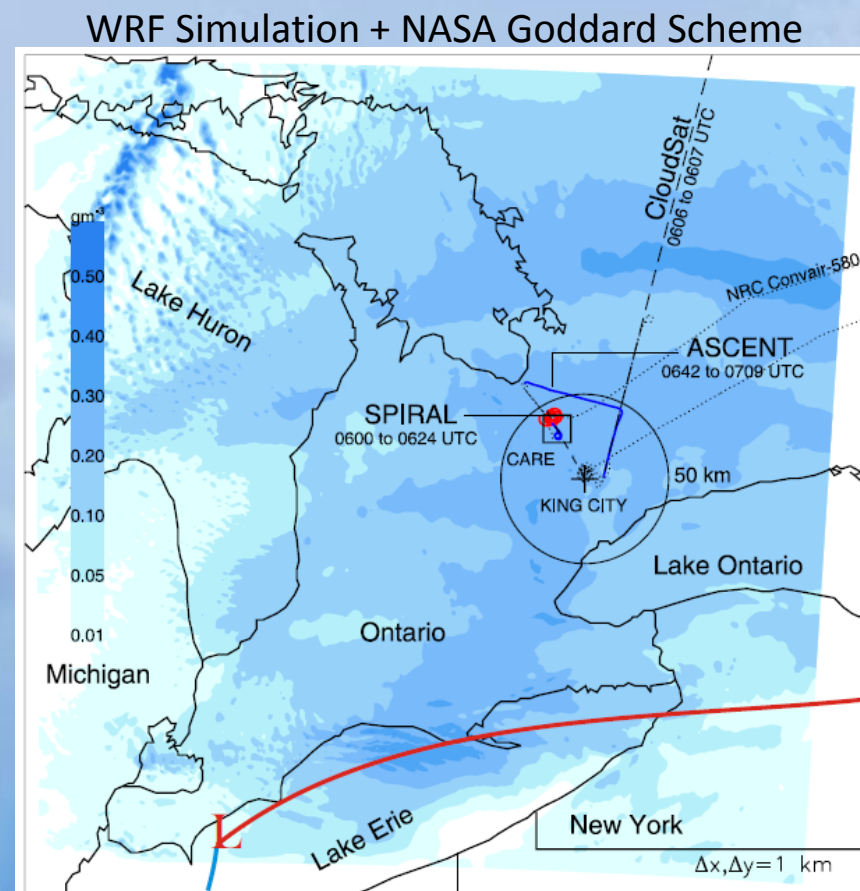 WRF Simulation + NASA Goddard Scheme
CloudSat
0606 to 0607 UTC
gm⁻³
0.50
0.40
0.30
0.20
0.10
0.05
0.01
Lake Huron
NRC Convair-580
ASCENT
0642 to 0709 UTC
SPIRAL
0600 to 0624 UTC
CARE
50 km
KING CITY
Lake Ontario
Ontario
Michigan
L
Lake Erie
New York
Δx,Δy= 1 km